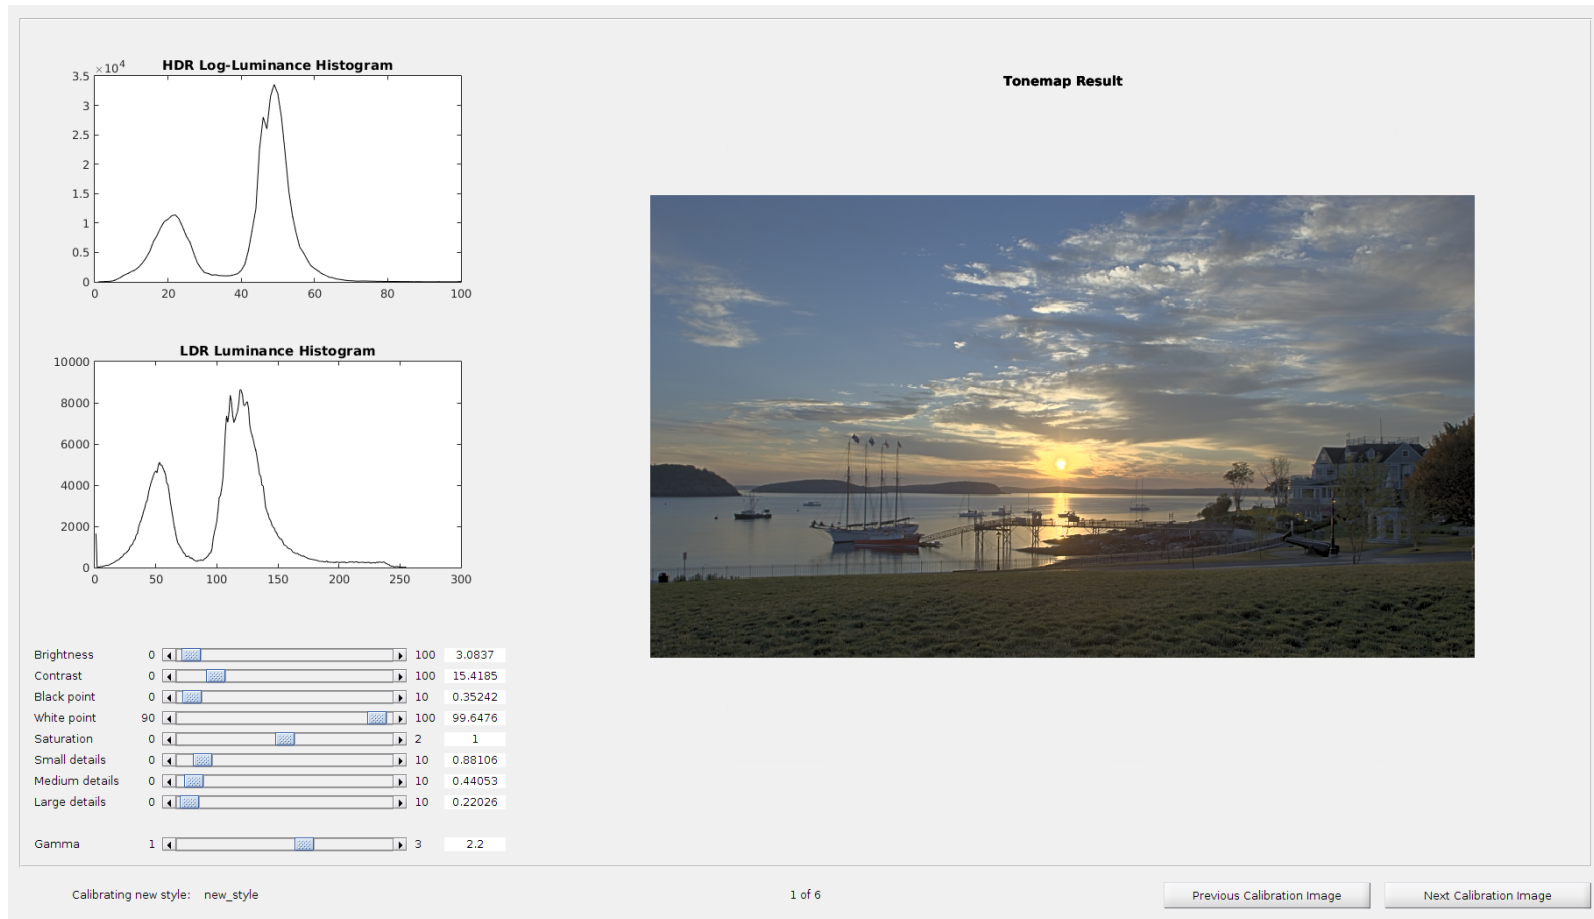 HDR Log-Luminance Histogram
×10^4
3.5
3
2.5
2
1.5
1
0.5
0
0 20 40 60 80 100
LDR Luminance Histogram
10000
8000
6000
4000
2000
0
0 50 100 150 200 250 300
Brightness 0 100 3.0837
Contrast 0 100 15.4185
Black point 0 10 0.35242
White point 90 100 99.6476
Saturation 0 2 1
Small details 0 10 0.88106
Medium details 0 10 0.44053
Large details 0 10 0.22026
Gamma 1 3 2.2
Tonemap Result
Calibrating new style: new_style
1 of 6
Previous Calibration Image
Next Calibration Image